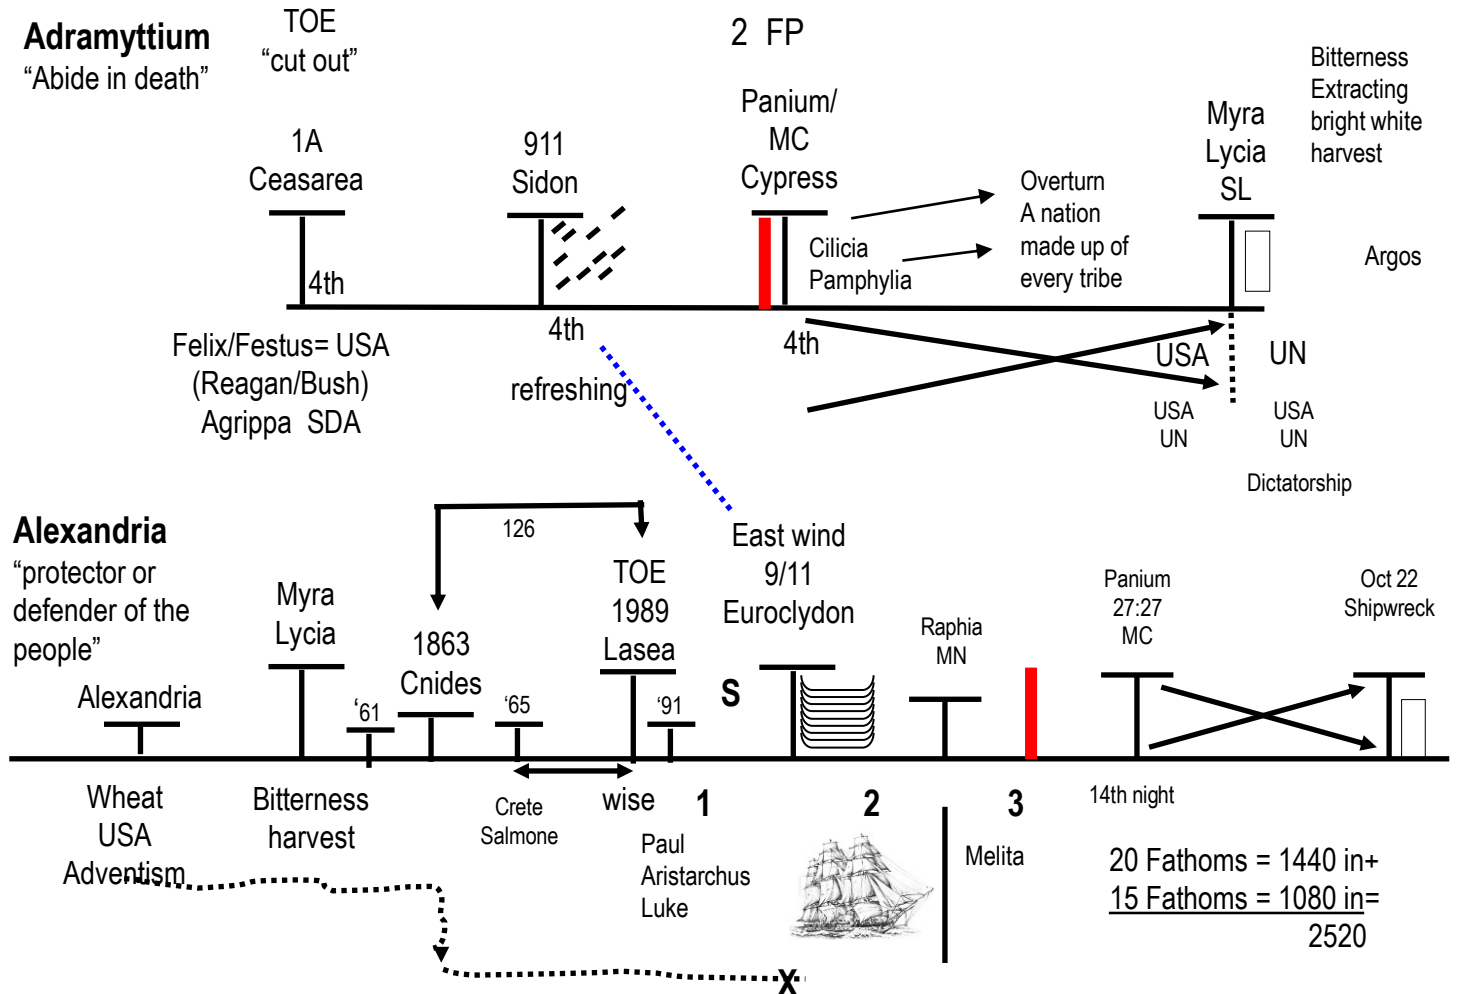 Adramyttium
“Abide in death”
TOE
“cut out”
2 FP
Bitterness
Extracting
bright white
harvest
1A
Ceasarea
911
Sidon
Panium/
MC
Cypress
Myra
Lycia
SL
Overturn
A nation
made up of
every tribe
Cilicia
Pamphylia
Argos
4th
4th
4th
Felix/Festus= USA
(Reagan/Bush)
Agrippa SDA
refreshing
USA
UN
USA
UN
USA
UN
Dictatorship
Alexandria
“protector or
defender of the
people”
126
Alexandria
Myra
Lycia
‘61
1863
Cnides
‘65
TOE
1989
Lasea
‘91
S
East wind
9/11
Euroclydon
Raphia
MN
Panium
27:27
MC
Oct 22
Shipwreck
Wheat
USA
Adventism
Bitterness
harvest
Crete
Salmone
wise
1
2
3
14th night
Paul
Aristarchus
Luke
Melita
20 Fathoms = 1440 in+
15 Fathoms = 1080 in=
2520
X